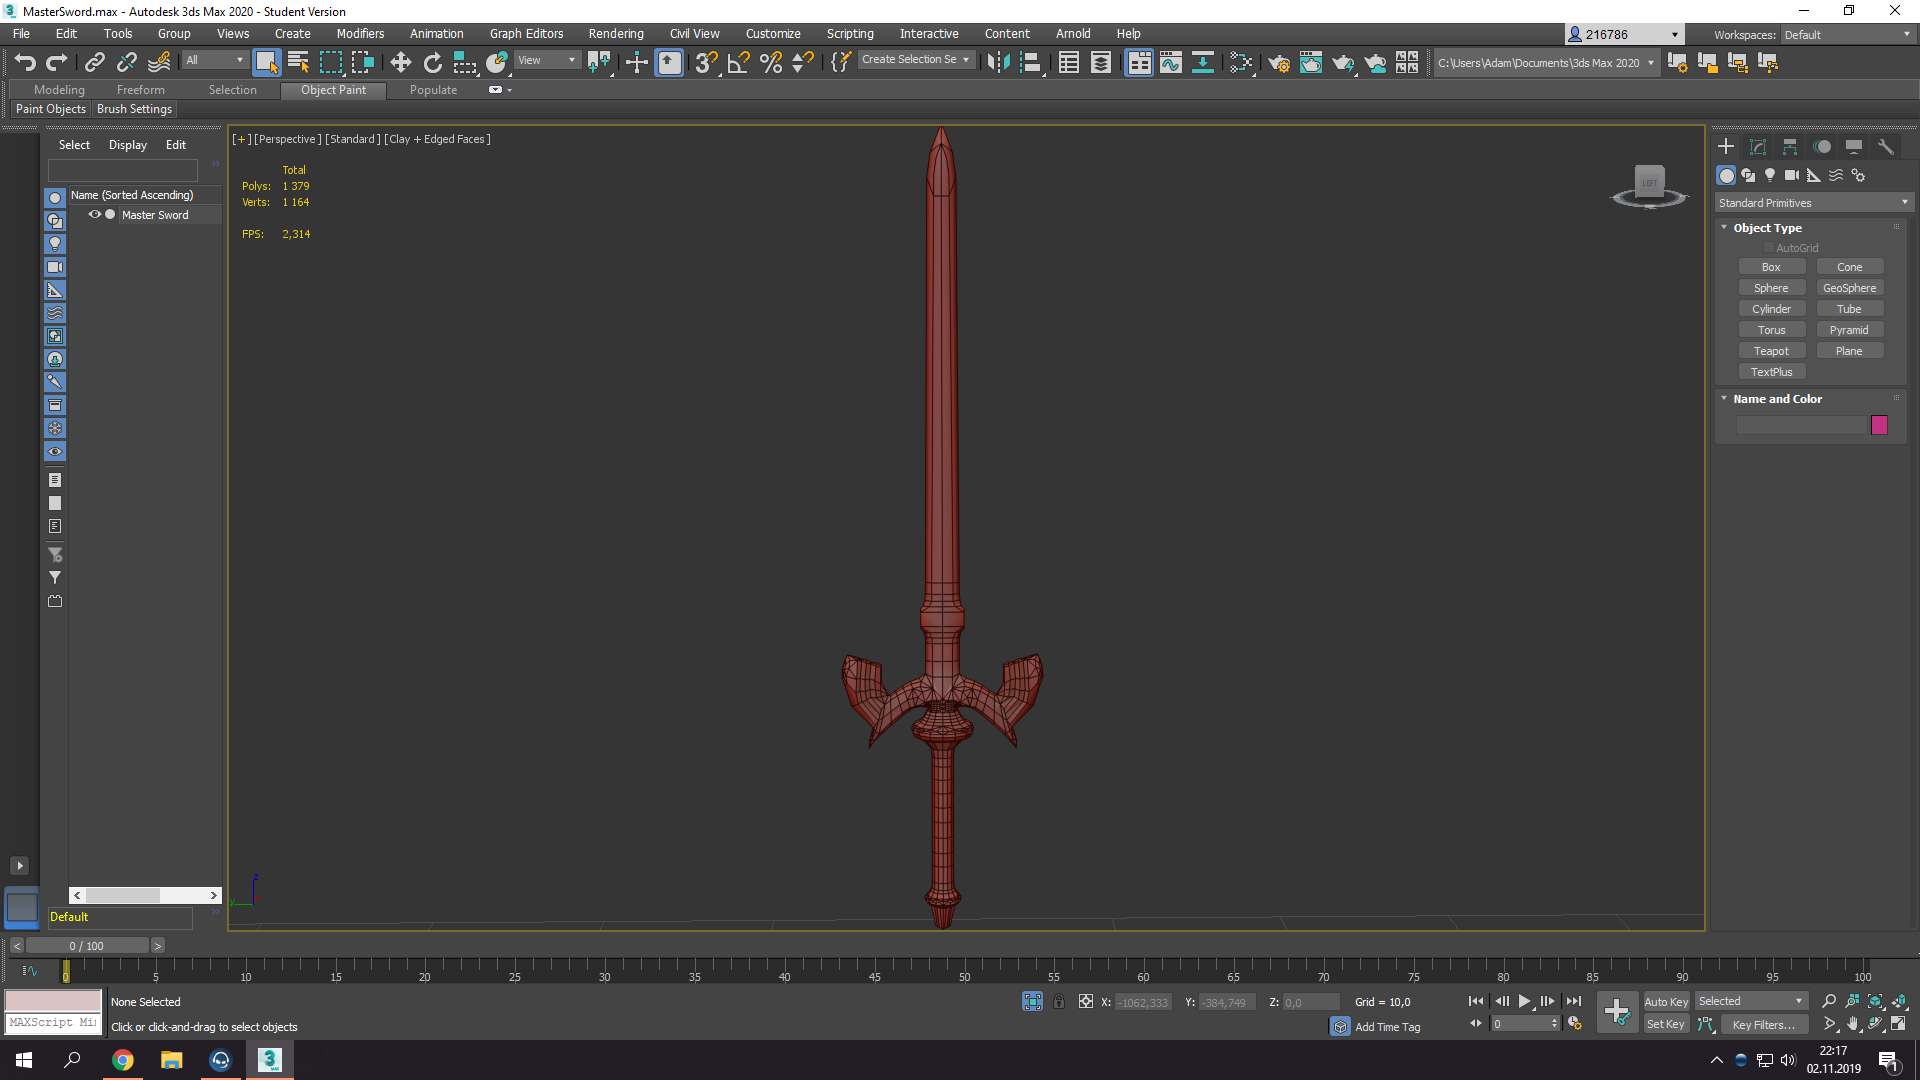 MasterSword.max - Autodesk 3ds Max 2020 - Student Version
File Edit Tools Group Views Create Modifiers Animation Graph Editors Rendering Civil View Customize Scripting Interactive Content Arnold Help
216786
Workspaces: Default
All
View
Create Selection Se
C:\Users\Adam\Documents\3ds Max 2020
Modeling Freeform Selection Object Paint Populate
Paint Objects Brush Settings
Select Display Edit
Name (Sorted Ascending)
Master Sword
[+] [Perspective] [Standard] [Clay + Edged Faces]
Total
Polys: 1 379
Verts: 1 164
FPS: 2,314
LEFT
Standard Primitives
Object Type
AutoGrid
Box Cone
Sphere GeoSphere
Cylinder Tube
Torus Pyramid
Teapot Plane
TextPlus
Name and Color
z
y
Default
0 / 100
0 5 10 15 20 25 30 35 40 45 50 55 60 65 70 75 80 85 90 95 100
None Selected
X: -1062,333 Y: -384,749 Z: 0,0 Grid = 10,0
Auto Key Selected
MAXScript Mi
Click or click-and-drag to select objects
Add Time Tag
0
Set Key Key Filters...
22:17
02.11.2019
1